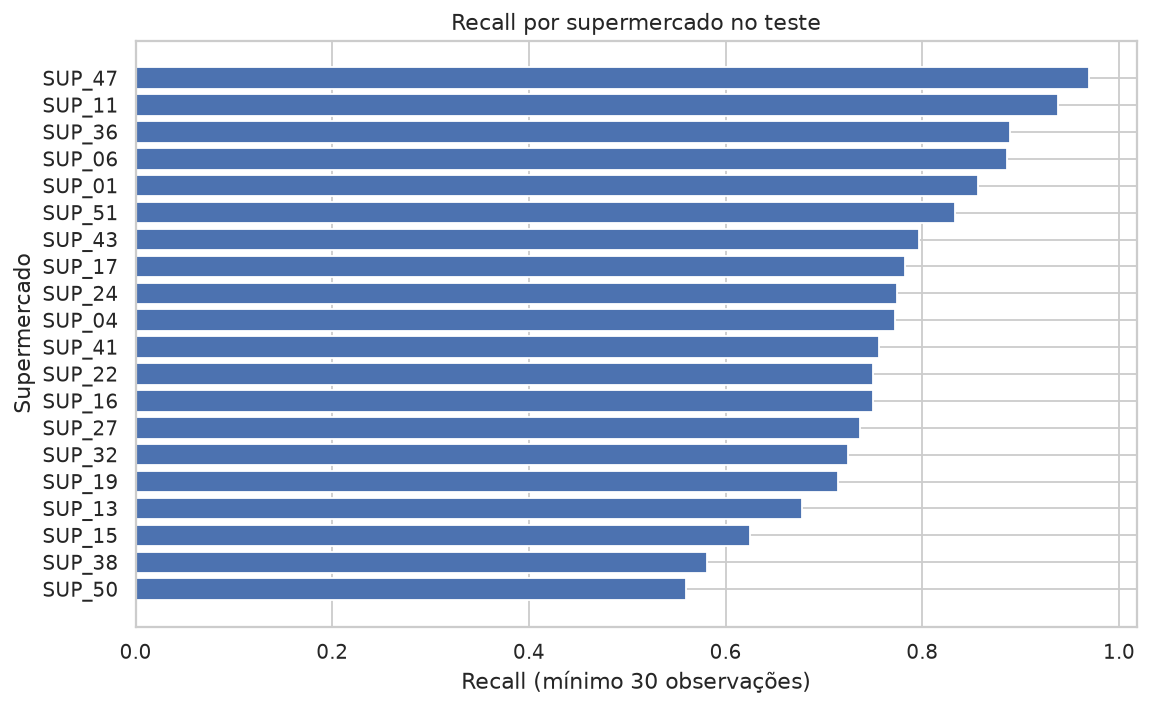 Recall por supermercado no teste
Supermercado
SUP_47
SUP_11
SUP_36
SUP_06
SUP_01
SUP_51
SUP_43
SUP_17
SUP_24
SUP_04
SUP_41
SUP_22
SUP_16
SUP_27
SUP_32
SUP_19
SUP_13
SUP_15
SUP_38
SUP_50
0.0 0.2 0.4 0.6 0.8 1.0
Recall (mínimo 30 observações)